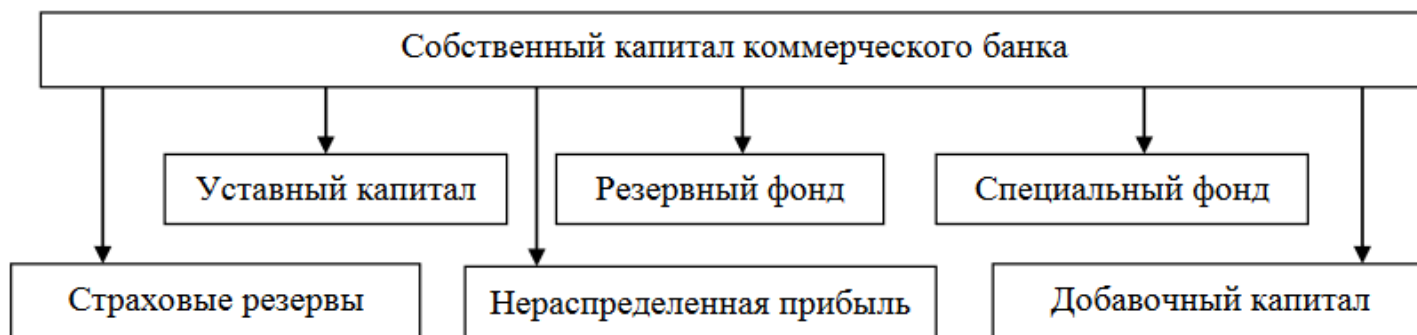 Собственный капитал коммерческого банка
Уставный капитал
Резервный фонд
Специальный фонд
Страховые резервы
Нераспределенная прибыль
Добавочный капитал